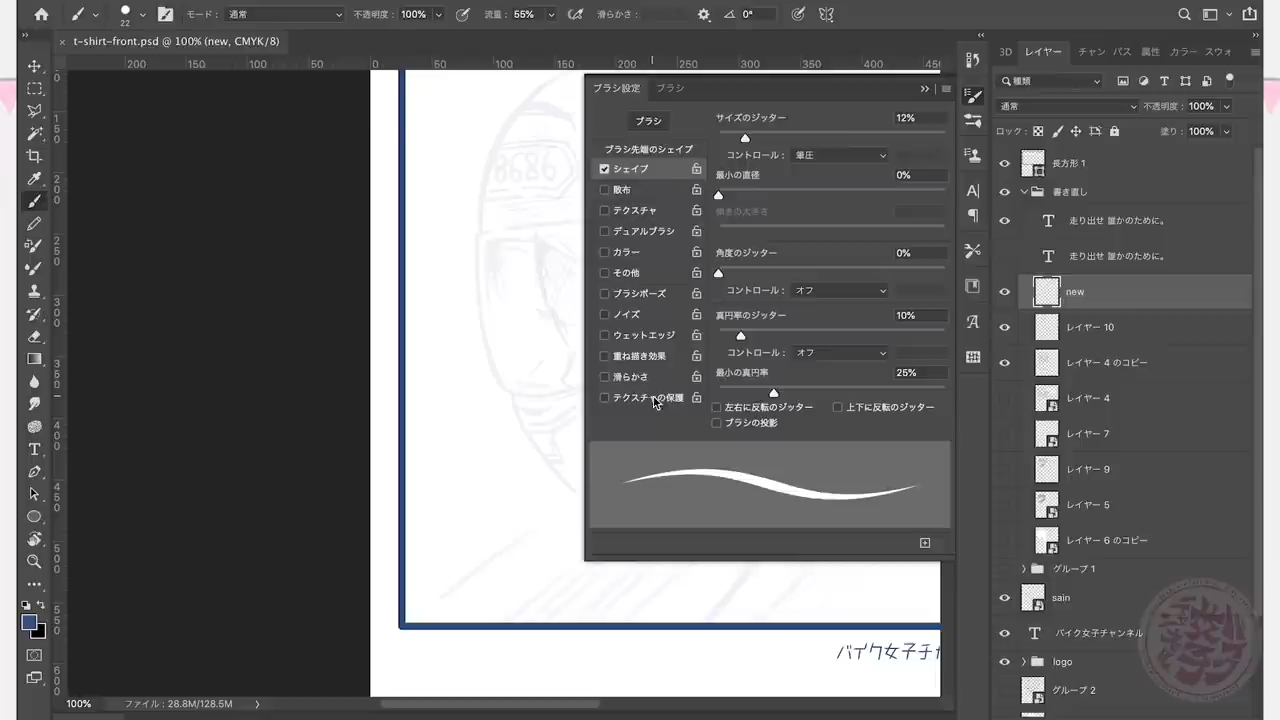 22
モード: 通常
不透明度: 100%
流量: 55%
滑らかさ:
0°
× t-shirt-front.psd @ 100% (new, CMYK/8)
200 150 100 50 0 50 100 150 200 250 300 350 400 450
0
150
200
250
300
350
400
450
500
550
600
8686
ブラシ設定 ブラシ
ブラシ
ブラシ先端のシェイプ
シェイプ
散布
テクスチャ
デュアルブラシ
カラー
その他
ブラシポーズ
ノイズ
ウェットエッジ
重ね描き効果
滑らかさ
テクスチャの保護
サイズのジッター 12%
コントロール: 筆圧
最小の直径 0%
傾きの大きさ
角度のジッター 0%
コントロール: オフ
真円率のジッター 10%
コントロール: オフ
最小の真円率 25%
左右に反転のジッター 上下に反転のジッター
ブラシの投影
3D レイヤー チャン パス 属性 カラー スウォ
種類
通常 不透明度: 100%
ロック: 塗り: 100%
長方形 1
書き直し
走り出せ 誰かのために。
走り出せ 誰かのために。
new
レイヤー 10
レイヤー 4 のコピー
レイヤー 4
レイヤー 7
レイヤー 9
レイヤー 5
レイヤー 6 のコピー
グループ 1
sain
バイク女子チャンネル
logo
グループ 2
バイク女子チ
100% ファイル: 28.8M/128.5M